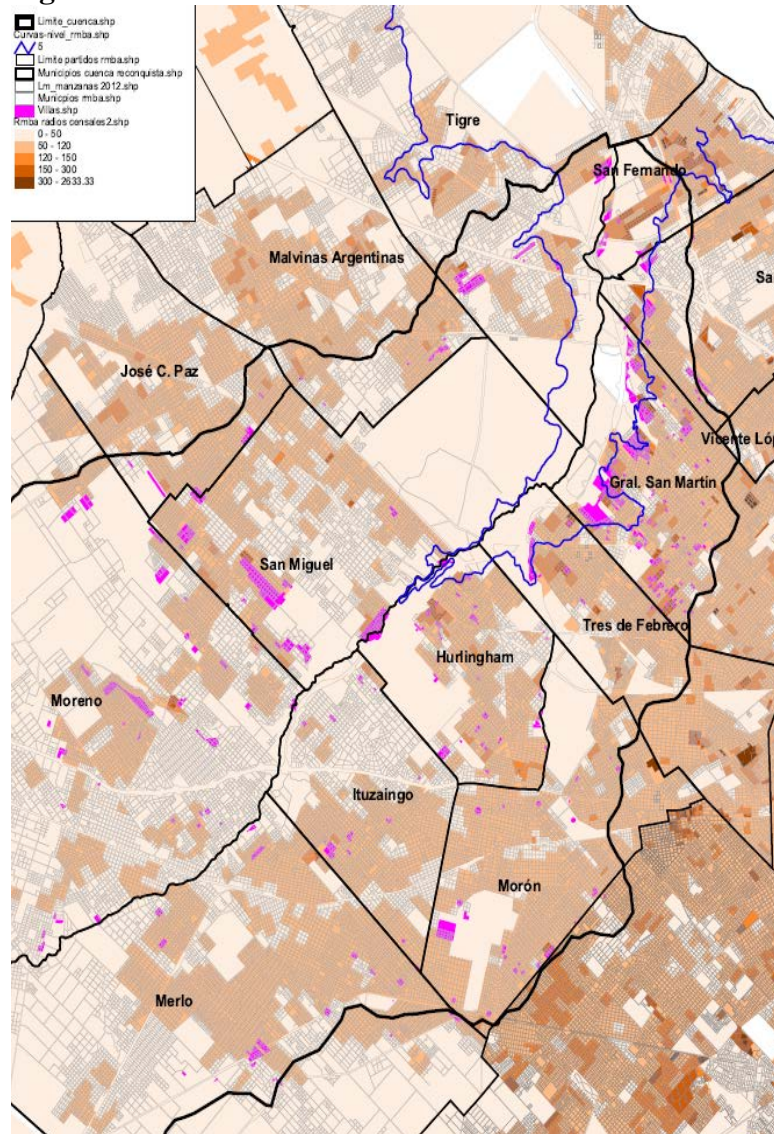 Limite_cuenca.shp
Curvas-nivel_rmba.shp
5
Limite partidos rmba.shp
Municipios cuenca reconquista.shp
Lm_manzanas 2012.shp
Municpios rmba.shp
Villas.shp
Rmba radios censales2.shp
0 - 50
50 - 120
120 - 150
150 - 300
300 - 2633.33
Tigre
San Fernando
Malvinas Argentinas
Sa
José C. Paz
Vicente Lóp
Gral. San Martín
San Miguel
Tres de Febrero
Hurlingham
Moreno
Ituzaingo
Morón
Merlo